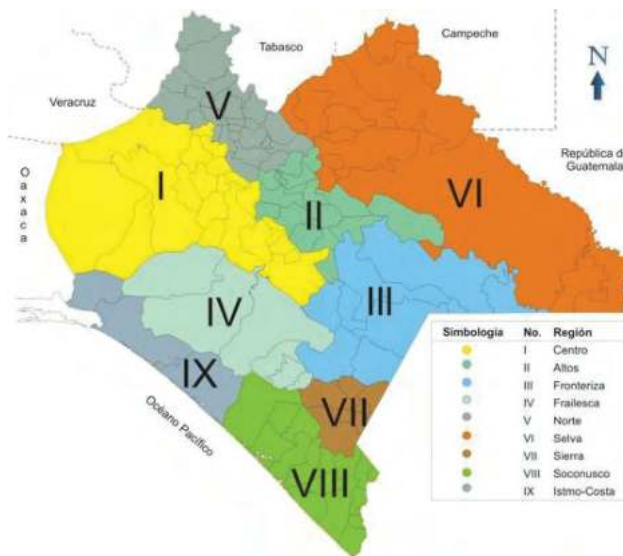 Campeche
Tabasco
N
Veracruz
V
República de
Guatemala
O
a
x
a
c
a
I
VI
II
III
IV
IX
VII
VIII
Océano Pacífico
Simbología No. Región
I Centro
II Altos
III Fronteriza
IV Frailesca
V Norte
VI Selva
VII Sierra
VIII Soconusco
IX Istmo-Costa